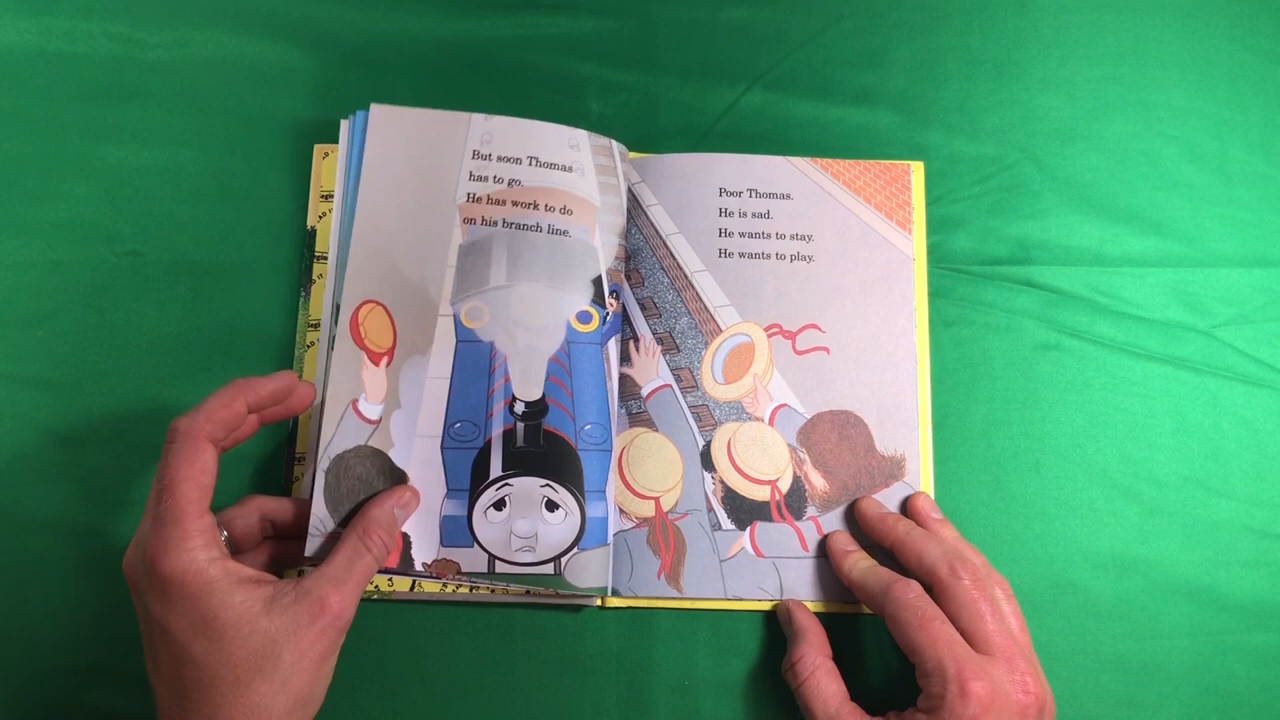 But soon Thomas
has to go.
He has work to do
on his branch line.
Poor Thomas.
He is sad.
He wants to stay.
He wants to play.